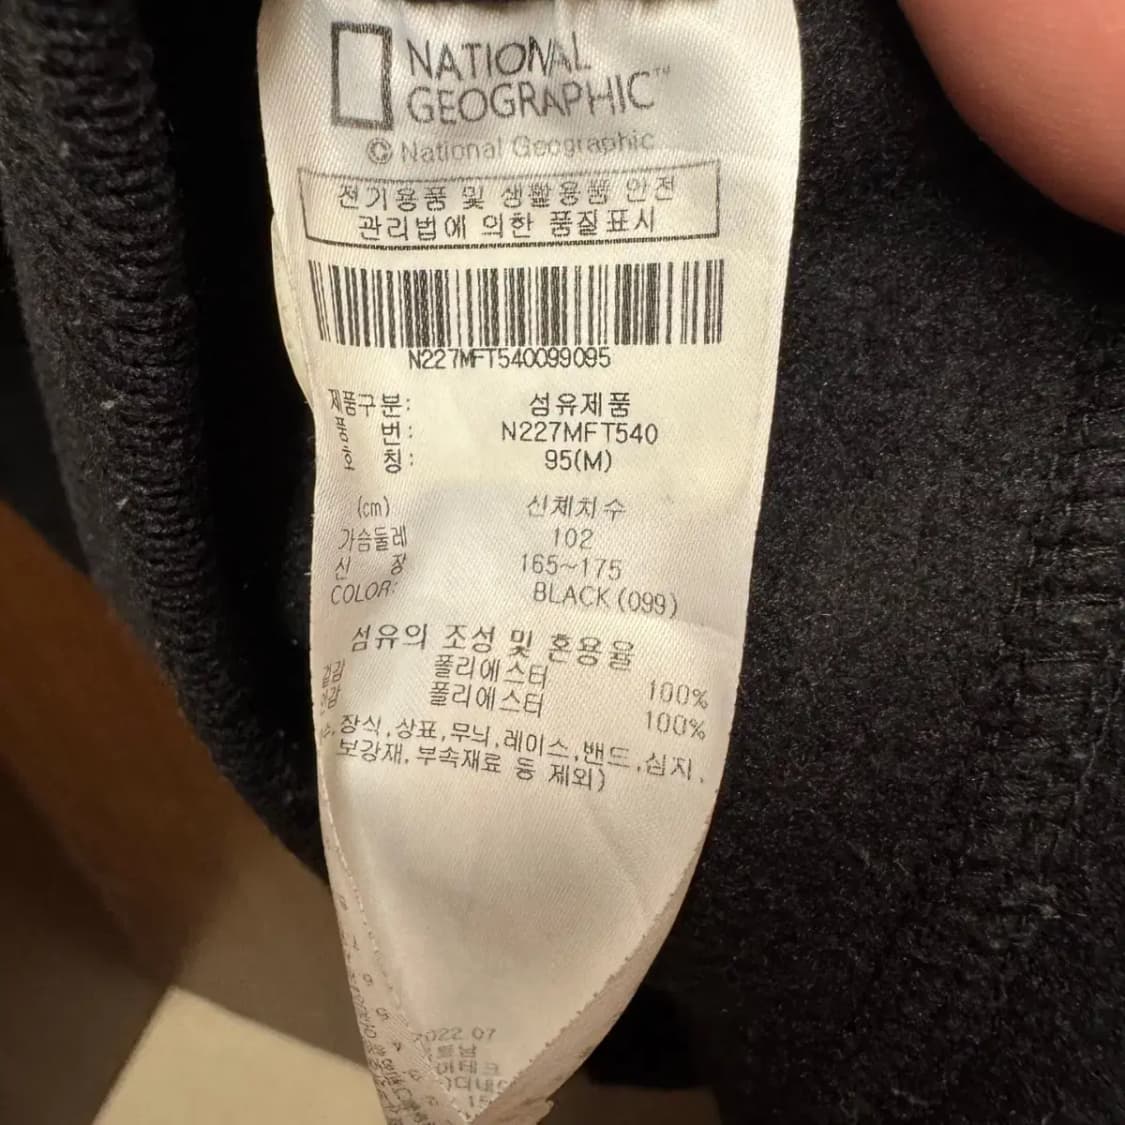 NATIONAL
GEOGRAPHIC™
© National Geographic
전기용품 및 생활용품 안전
관리법에 의한 품질표시
N227MFT540099095
제품구분: 섬유제품
품 번: N227MFT540
호 칭: 95(M)
(cm) 신체치수
가슴둘레 102
신 장 165~175
COLOR: BLACK(099)
섬유의 조성 및 혼용율
겉감 폴리에스터 100%
안감 폴리에스터 100%
장식,상표,무늬,레이스,밴드,심지,
보강재,부속재료 등 제외)
022.07